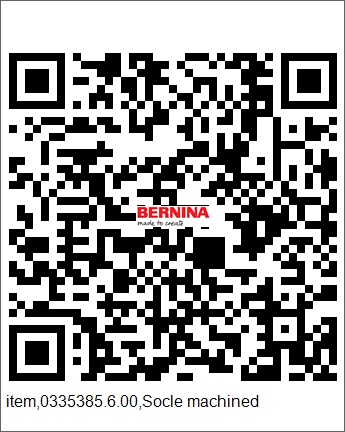 BERNINA
made to create
item,0335385.6.00,Socle machined